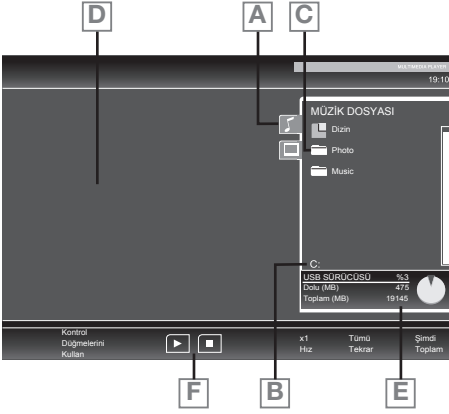 D A C
MULTIMEDIA PLAYER
19:10
MÜZİK DOSYASI
Dizin
Photo
Music
C:
USB SÜRÜCÜSÜ %3
Dolu (MB) 475
Toplam (MB) 19145
Kontrol
Düğmelerini
Kullan
x1 Tümü Şimdi
Hız Tekrar Toplam
F B E